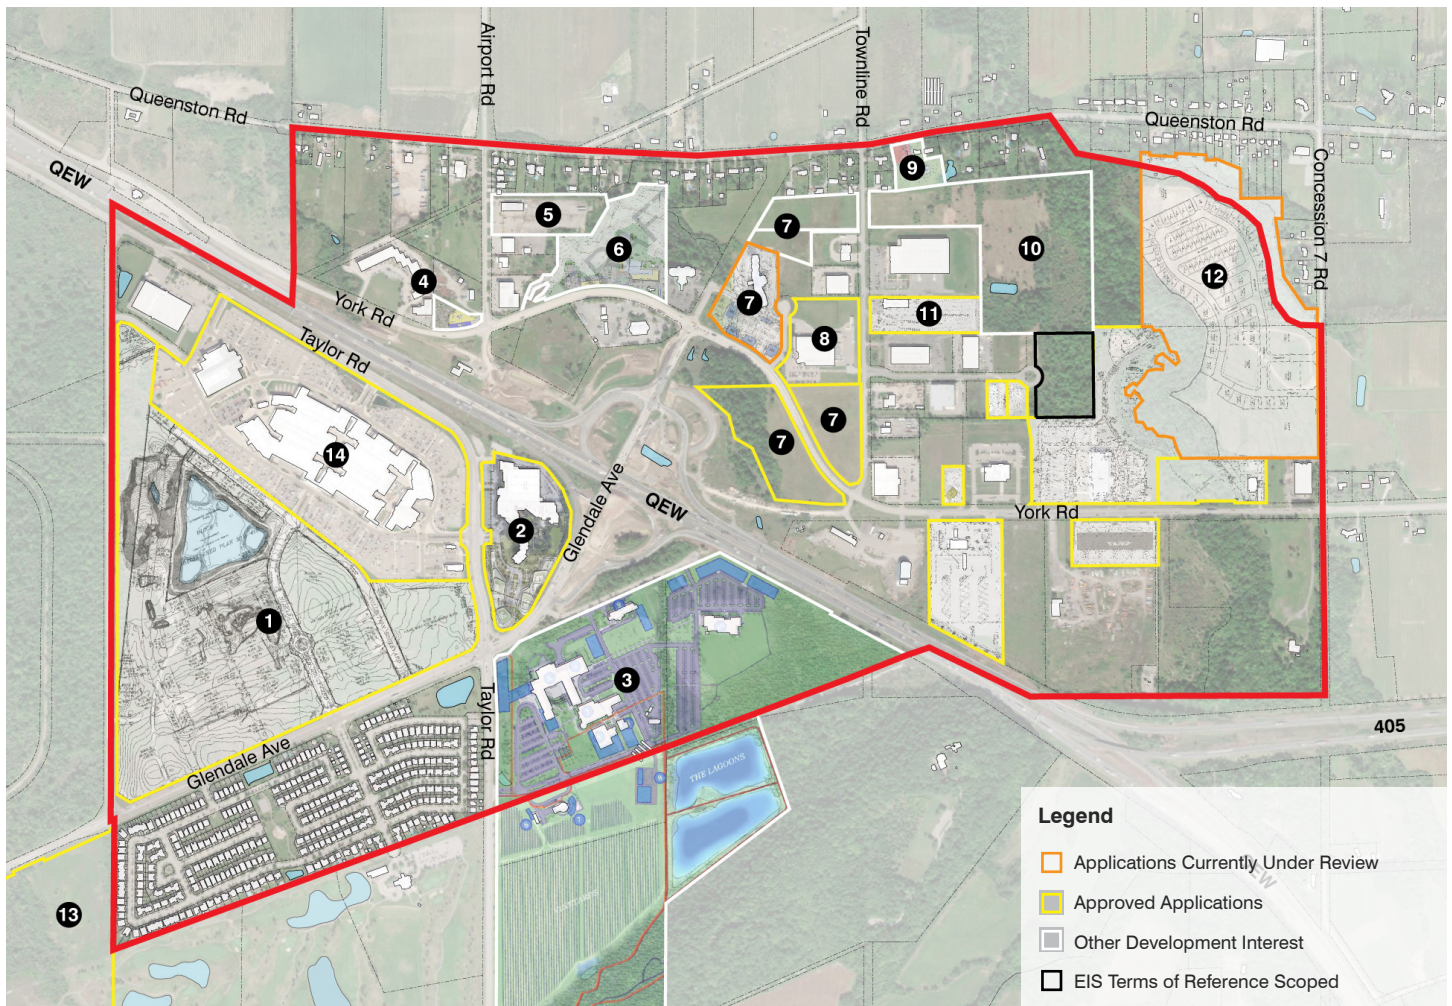 Airport Rd
Townline Rd
Queenston Rd
Queenston Rd
Concession 7 Rd
QEW
9
5
7
6
10
12
4
7
York Rd
11
Taylor Rd
8
7
14
7
Glendale Ave
QEW
2
York Rd
1
3
Taylor Rd
405
Glendale Ave
THE LAGOONS
13
Legend
Applications Currently Under Review
QEW
Approved Applications
Other Development Interest
EIS Terms of Reference Scoped